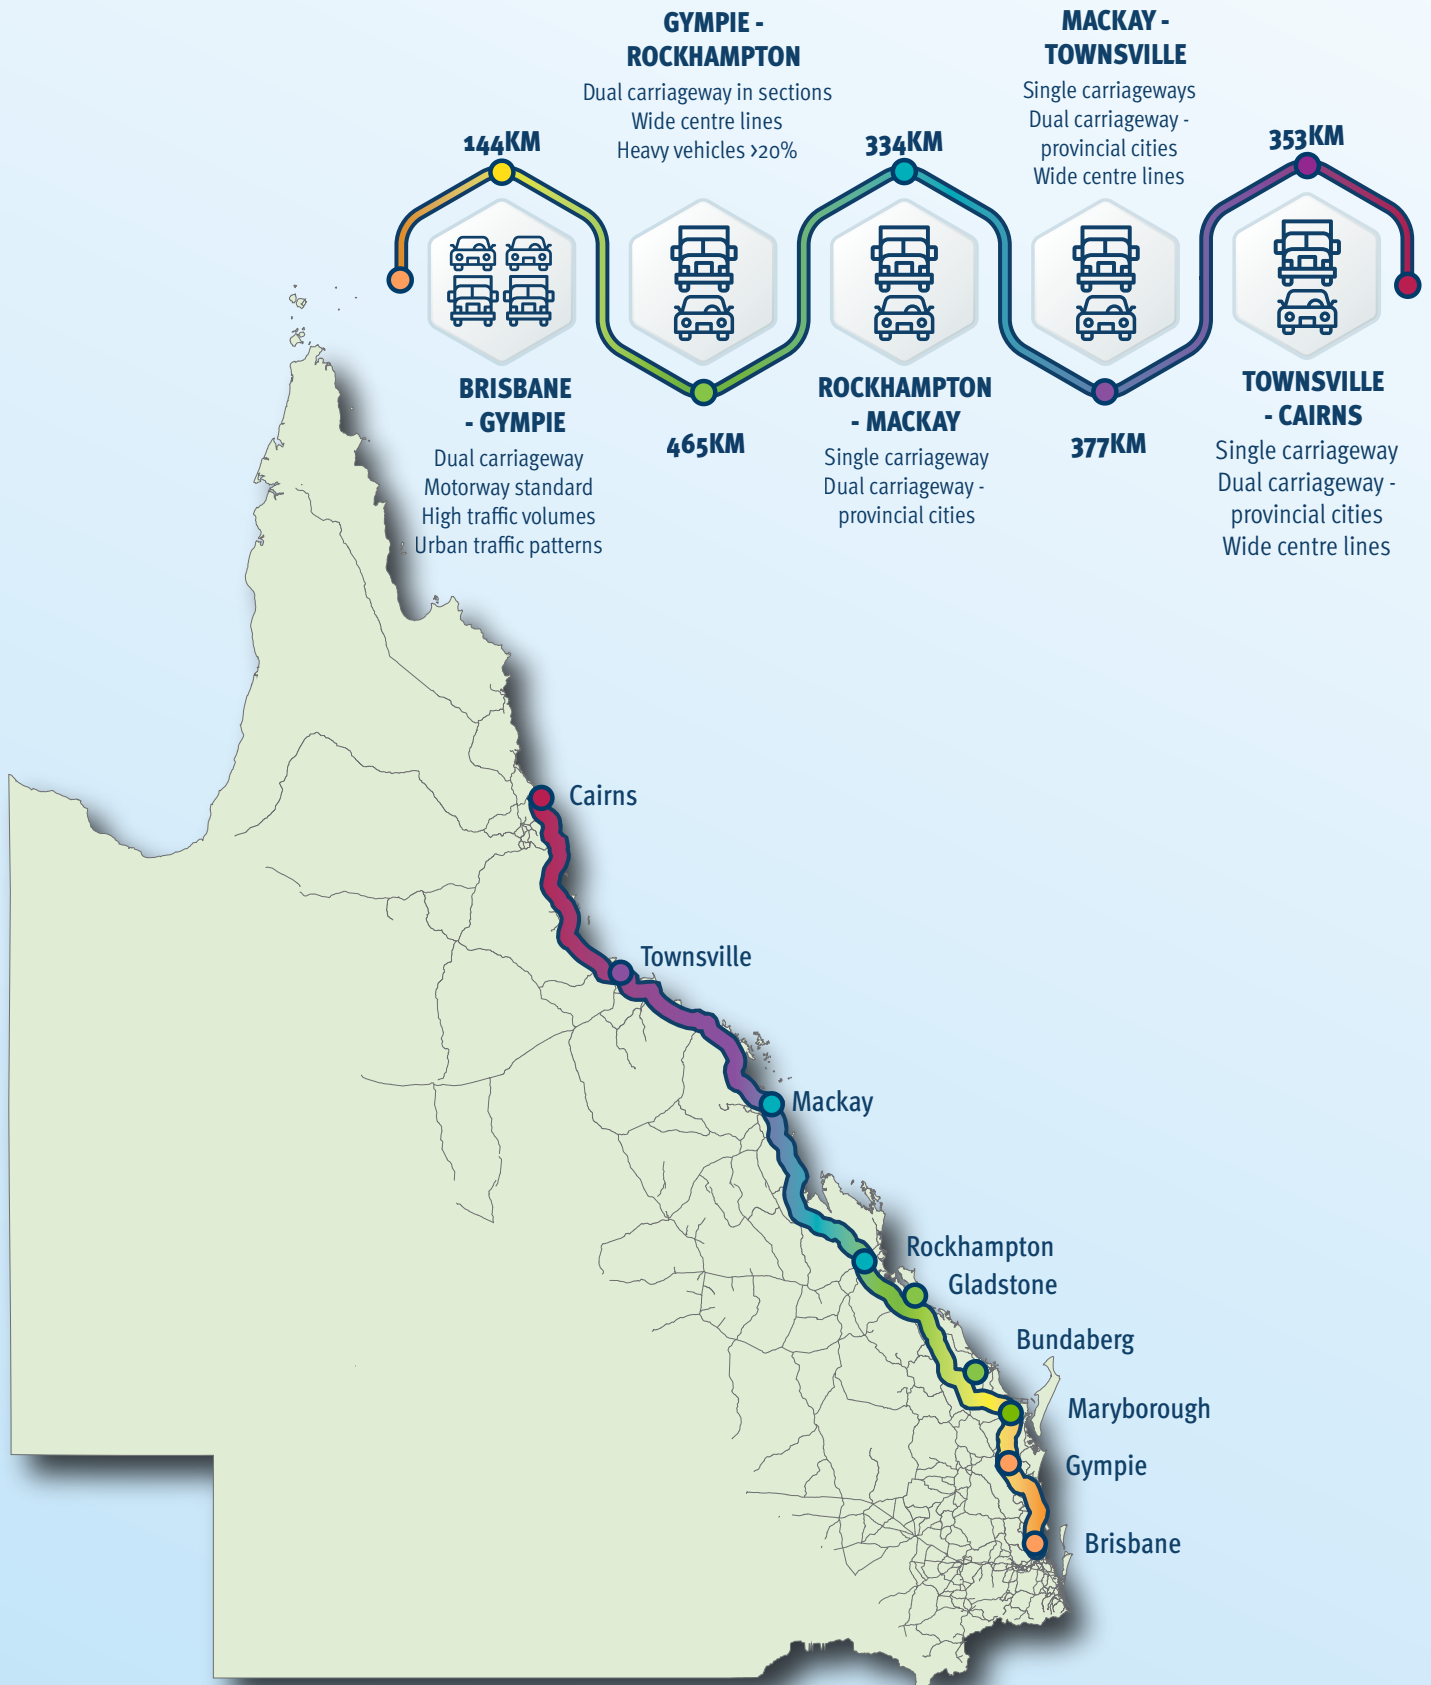 GYMPIE -
ROCKHAMPTON
Dual carriageway in sections
Wide centre lines
Heavy vehicles >20%
MACKAY -
TOWNSVILLE
Single carriageways
Dual carriageway -
provincial cities
Wide centre lines
144KM
334KM
353KM
BRISBANE
- GYMPIE
Dual carriageway
Motorway standard
High traffic volumes
Urban traffic patterns
465KM
ROCKHAMPTON
- MACKAY
Single carriageway
Dual carriageway -
provincial cities
377KM
TOWNSVILLE
- CAIRNS
Single carriageway
Dual carriageway -
provincial cities
Wide centre lines
Cairns
Townsville
Mackay
Rockhampton
Gladstone
Bundaberg
Maryborough
Gympie
Brisbane